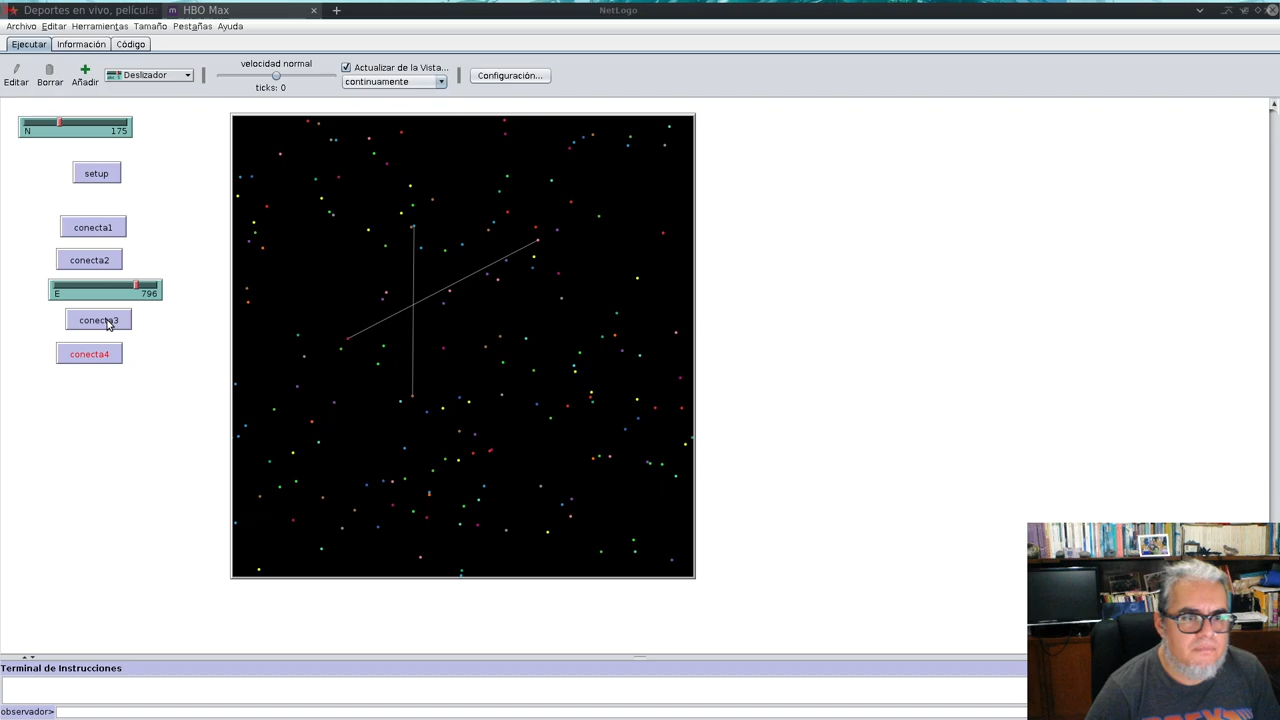 Deportes en vivo, película
HBO Max
NetLogo
Archivo Editar Herramientas Tamaño Pestañas Ayuda
Ejecutar Información Código
Editar Borrar Añadir Deslizador
velocidad normal
ticks: 0
Actualizar de la Vista...
continuamente
Configuración...
N 175
setup
conecta1
conecta2
E 796
conecta3
conecta4
Terminal de Instrucciones
observador>